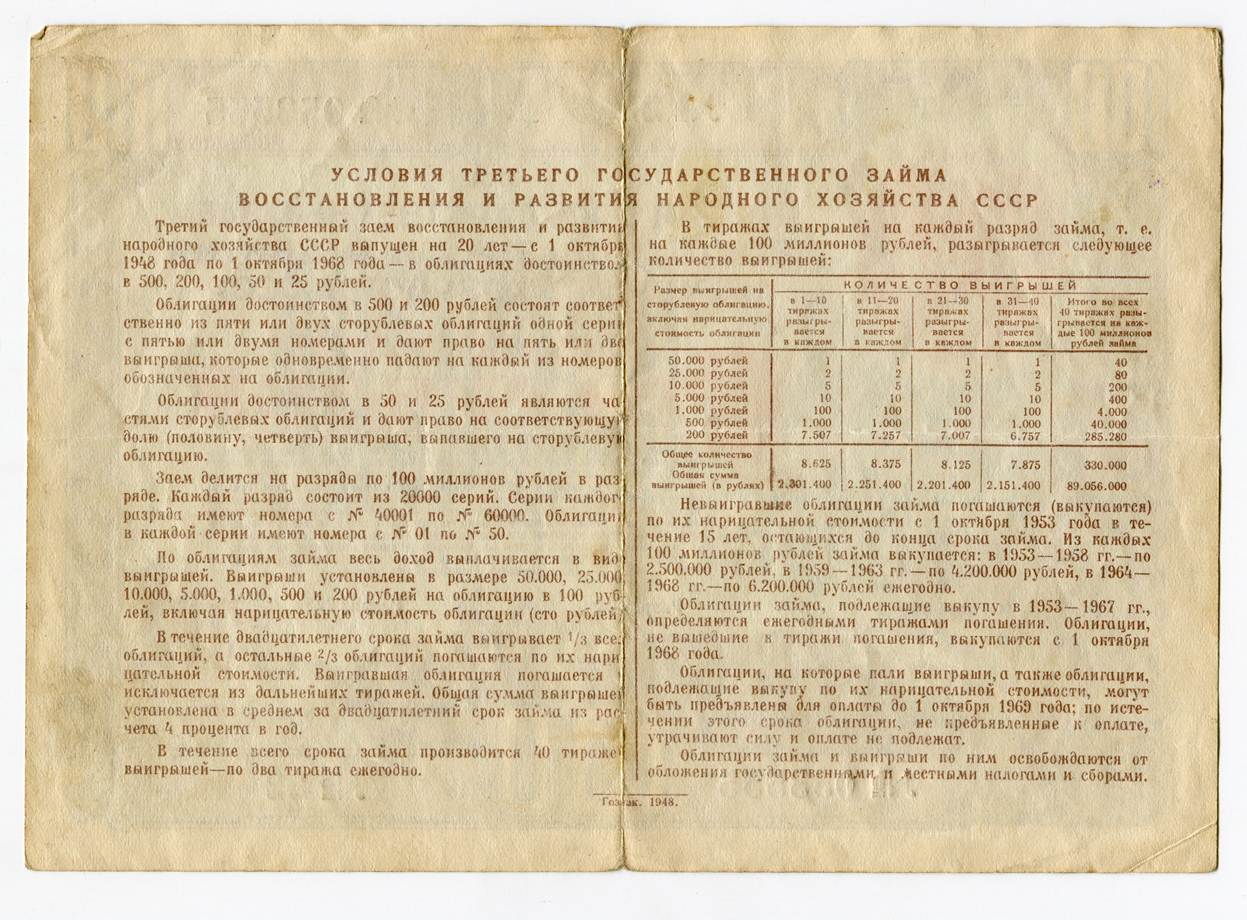 УСЛОВИЯ ТРЕТЬЕГО ГОСУДАРСТВЕННОГО ЗАЙМА
ВОССТАНОВЛЕНИЯ И РАЗВИТИЯ НАРОДНОГО ХОЗЯЙСТВА СССР
Третий государственный заем восстановления и развити
народного хозяйства СССР выпущен на 20 лет — с 1 октябр
1948 года по 1 октября 1968 года — в облигациях достоинством
в 500, 200, 100, 50 и 25 рублей.
Облигации достоинством в 500 и 200 рублей состоят соответ
ственно из пяти или двух сторублевых облигаций одной сери
с пятью или двумя номерами и дают право на пять или два
выигрыша, которые одновременно падают на каждый из номеров
обозначенных на облигации.
Облигации достоинством в 50 и 25 рублей являются ча
стями сторублевых облигаций и дают право на соответствующу
долю (половину, четверть) выигрыша, выпавшего на сторублевую
облигацию.
Заем делится на разряды по 100 миллионов рублей в раз
ряде. Каждый разряд состоит из 20000 серий. Серии каждог
разряда имеют номера с № 40001 по № 60000. Облигации
в каждой серии имеют номера с № 01 по № 50.
По облигациям займа весь доход выплачивается в вид
выигрышей. Выигрыши установлены в размере 50.000, 25.000
10.000, 5.000, 1.000, 500 и 200 рублей на облигацию в 100 руб
лей, включая нарицательную стоимость облигации (сто рублей)
В течение двадцатилетнего срока займа выигрывает 1/3 всех
облигаций, а остальные 2/3 облигаций погашаются по их нари
цательной стоимости. Выигравшая облигация погашается
исключается из дальнейших тиражей. Общая сумма выигрышей
установлена в среднем за двадцатилетний срок займа из рас
чета 4 процента в год.
В течение всего срока займа производится 40 тиражей
выигрышей—по два тиража ежегодно.
В тиражах выигрышей на каждый разряд займа, т. е.
на каждые 100 миллионов рублей, разыгрывается следующее
количество выигрышей:
Размер выигрышей на
сторублевую облигацию,
включая нарицательную
стоимость облигации
КОЛИЧЕСТВО ВЫИГРЫШЕЙ
в 1—10
тиражах
разыгры-
вается
в каждом
в 11—20
тиражах
разыгры-
вается
в каждом
в 21—30
тиражах
разыгры-
вается
в каждом
в 31—40
тиражах
разыгры-
вается
в каждом
Итого во всех
40 тиражах разы-
грывается на каж-
дые 100 миллионов
рублей займа
50.000 рублей 1 1 1 1 40
25.000 рублей 2 2 2 2 80
10.000 рублей 5 5 5 5 200
5.000 рублей 10 10 10 10 400
1.000 рублей 100 100 100 100 4.000
500 рублей 1.000 1.000 1.000 1.000 40.000
200 рублей 7.507 7.257 7.007 6.757 285.280
Общее количество
выигрышей 8.625 8.375 8.125 7.875 330.000
Общая сумма
выигрышей (в рублях) 2.301.400 2.251.400 2.201.400 2.151.400 89.056.000
Невыигравшие облигации займа погашаются (выкупаются)
по их нарицательной стоимости с 1 октября 1953 года в те-
чение 15 лет, остающихся до конца срока займа. Из каждых
100 миллионов рублей займа выкупается: в 1953—1958 гг.—по
2.500.000 рублей, в 1959—1963 гг.—по 4.200.000 рублей, в 1964—
1968 гг.—по 6.200.000 рублей ежегодно.
Облигации займа, подлежащие выкупу в 1953—1967 гг.,
определяются ежегодными тиражами погашения. Облигации,
не вышедшие в тиражи погашения, выкупаются с 1 октября
1968 года.
Облигации, на которые пали выигрыши, а также облигации,
подлежащие выкупу по их нарицательной стоимости, могут
быть предъявлены для оплаты до 1 октября 1969 года; по исте-
чении этого срока облигации, не предъявленные к оплате,
утрачивают силу и оплате не подлежат.
Облигации займа и выигрыши по ним освобождаются от
обложения государственными и местными налогами и сборами.
Гознак. 1948.